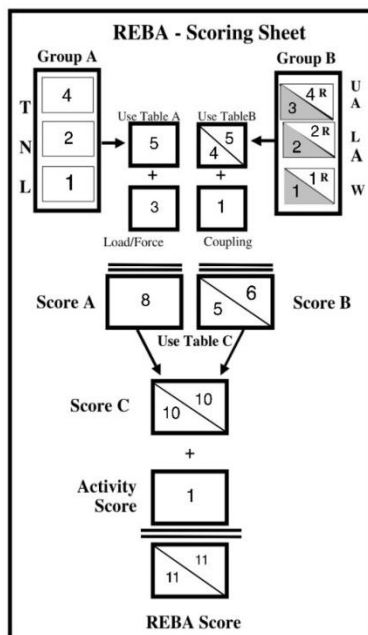 REBA - Scoring Sheet
Group A
Group B
T
N
L
4
2
1
Use Table A
Use TableB
5
5
4
4 R
3
2 R
2
1 R
1
U
A
L
A
W
+
+
3
1
Load/Force
Coupling
Score A
8
6
5
Score B
Use Table C
Score C
10
10
+
Activity
Score
1
11
11
REBA Score